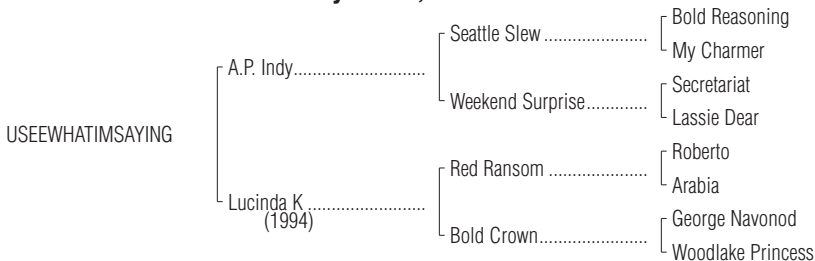 Seattle Slew
Bold Reasoning
My Charmer
A.P. Indy
Weekend Surprise
Secretariat
Lassie Dear
USEEWHATIMSAYING
Red Ransom
Roberto
Arabia
Lucinda K
(1994)
Bold Crown
George Navonod
Woodlake Princess